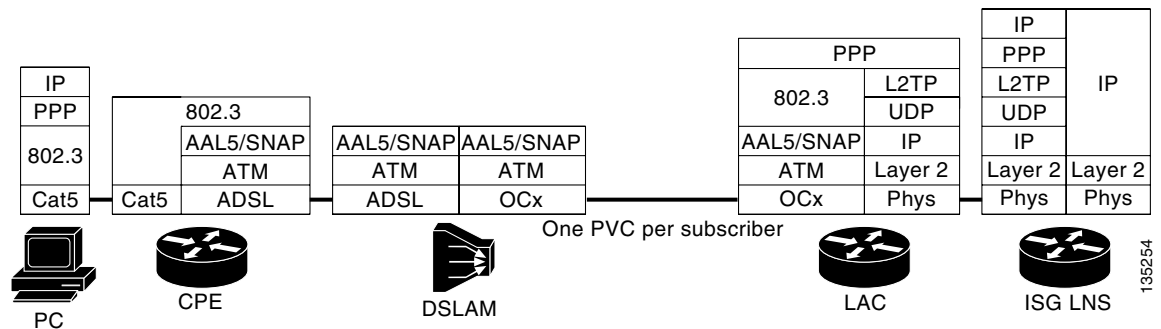 IP
PPP
802.3
Cat5
PC
802.3
AAL5/SNAP
ATM
Cat5
ADSL
CPE
AAL5/SNAP
AAL5/SNAP
ATM
ATM
ADSL
OCx
DSLAM
One PVC per subscriber
PPP
802.3
L2TP
UDP
AAL5/SNAP
IP
ATM
Layer 2
OCx
Phys
LAC
IP
PPP
L2TP
IP
UDP
IP
Layer 2
Layer 2
Phys
Phys
ISG LNS
135254